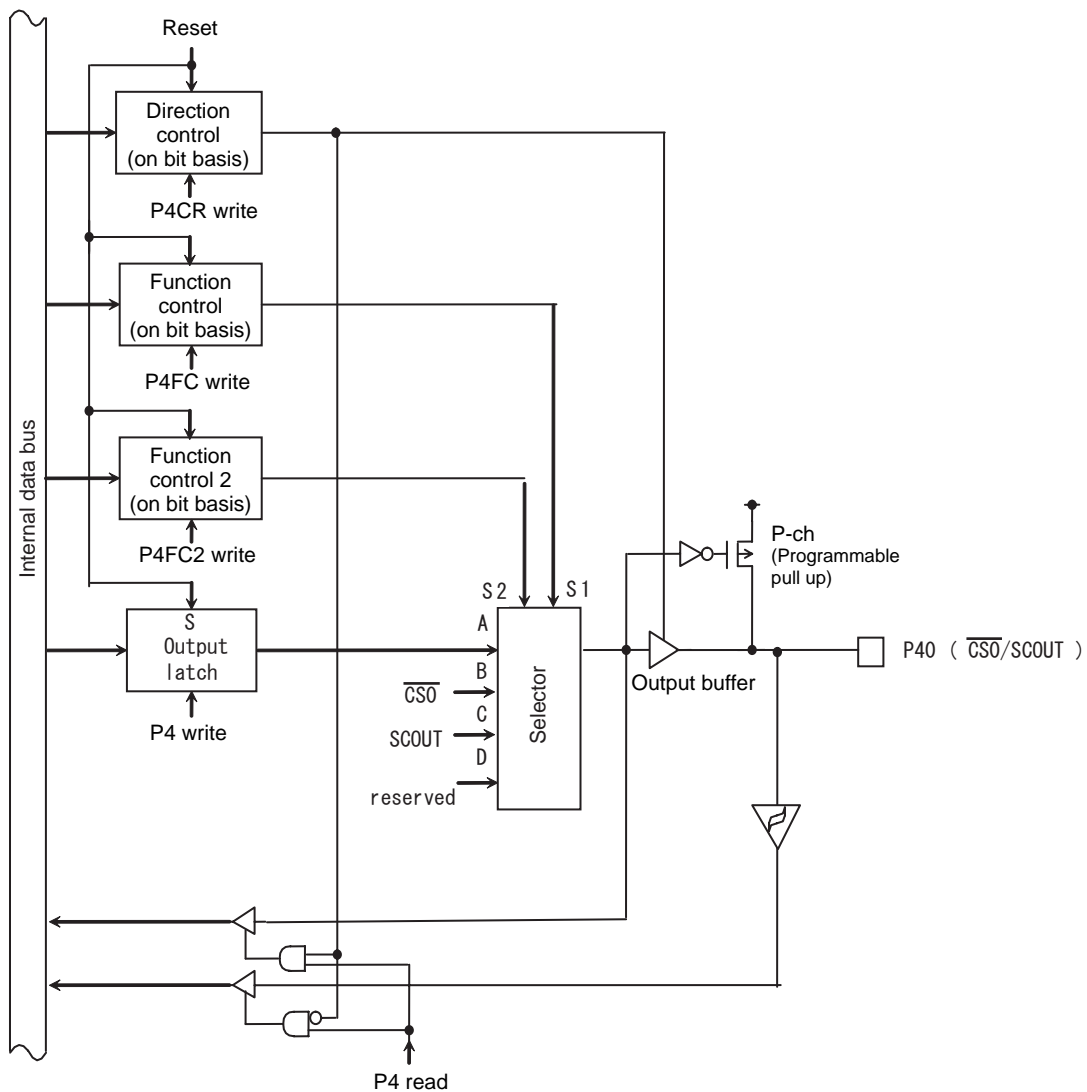 Reset
Direction
control
(on bit basis)
P4CR write
Function
control
(on bit basis)
P4FC write
Internal data bus
Function
control 2
(on bit basis)
P4FC2 write
P-ch
(Programmable
pull up)
S2 S1
S
Output
latch
P4 write
A
B
CS0
C
SCOUT
D
reserved
Selector
Output buffer
P40 ( CS0/SCOUT )
P4 read